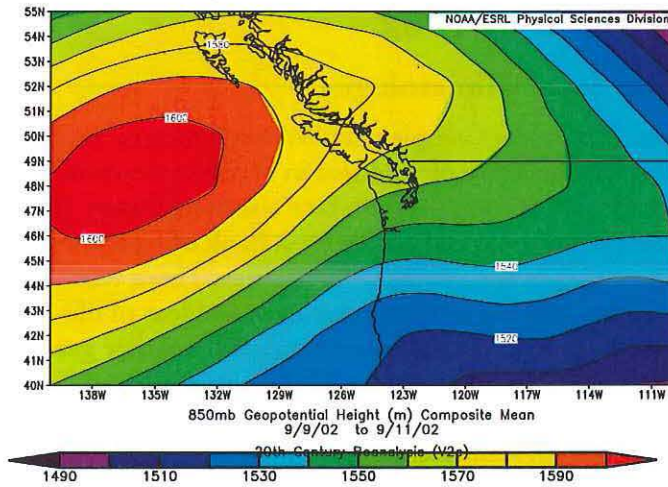 NOAA/ESRL Physical Sciences Division
55N
54N
53N
52N
51N
50N
49N
48N
47N
46N
45N
44N
43N
42N
41N
40N
1580
1600
1600
1540
1520
138W 135W 132W 129W 126W 123W 120W 117W 114W 111W
850mb Geopotential Height (m) Composite Mean
9/9/02 to 9/11/02
20th Century Reanalysis (V2c)
1490 1510 1530 1550 1570 1590